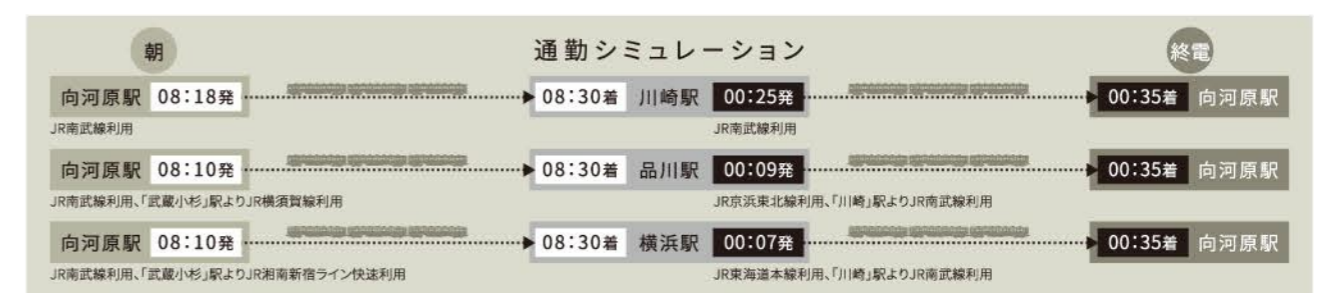 朝 通勤シミュレーション 終電
向河原駅 08:18発 08:30着 川崎駅 00:25発 00:35着 向河原駅
JR南武線利用 JR南武線利用
向河原駅 08:10発 08:30着 品川駅 00:09発 00:35着 向河原駅
JR南武線利用、「武蔵小杉」駅よりJR横須賀線利用 JR京浜東北線利用、「川崎」駅よりJR南武線利用
向河原駅 08:10発 08:30着 横浜駅 00:07発 00:35着 向河原駅
JR南武線利用、「武蔵小杉」駅よりJR湘南新宿ライン快速利用 JR東海道本線利用、「川崎」駅よりJR南武線利用